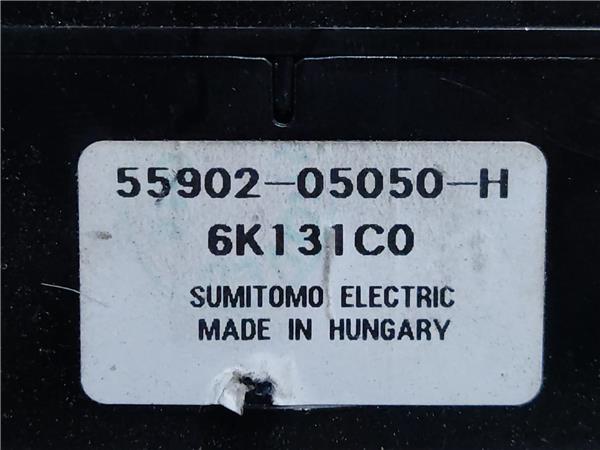 55902-05050-H
6K131C0
SUMITOMO ELECTRIC
MADE IN HUNGARY